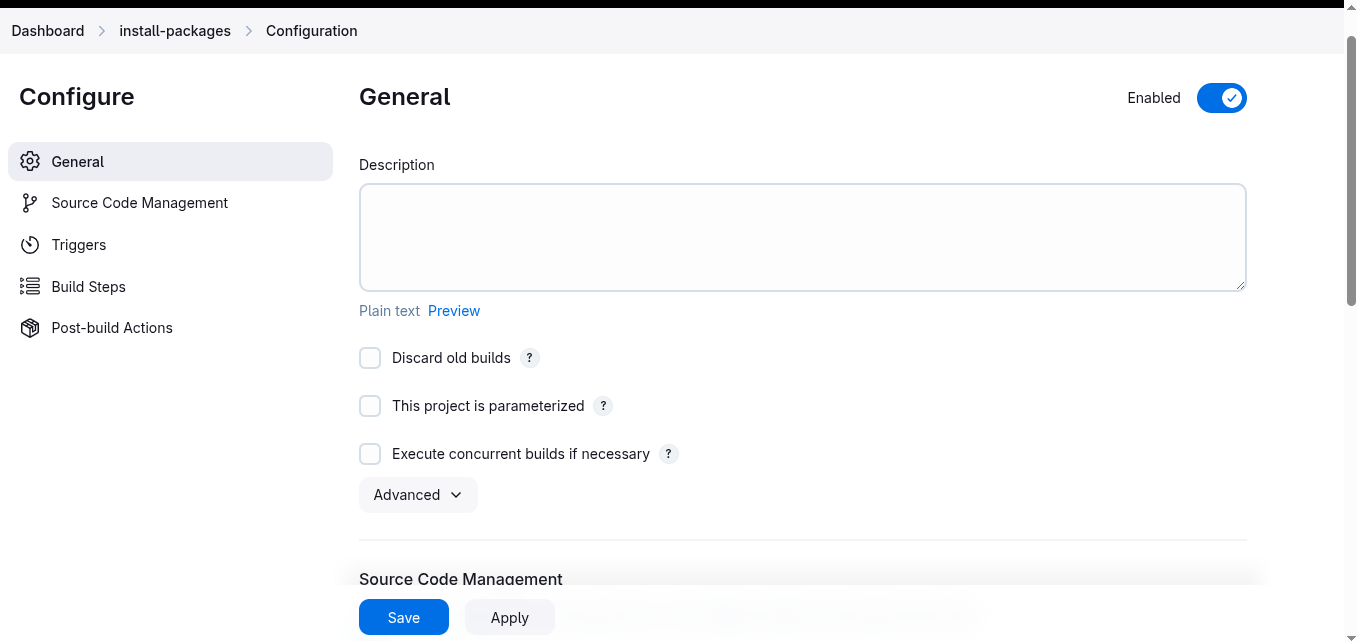 Dashboard install-packages Configuration
Configure
General
Source Code Management
Triggers
Build Steps
Post-build Actions
General
Enabled
Description
Plain text Preview
Discard old builds ?
This project is parameterized ?
Execute concurrent builds if necessary ?
Advanced
Source Code Management
Save Apply